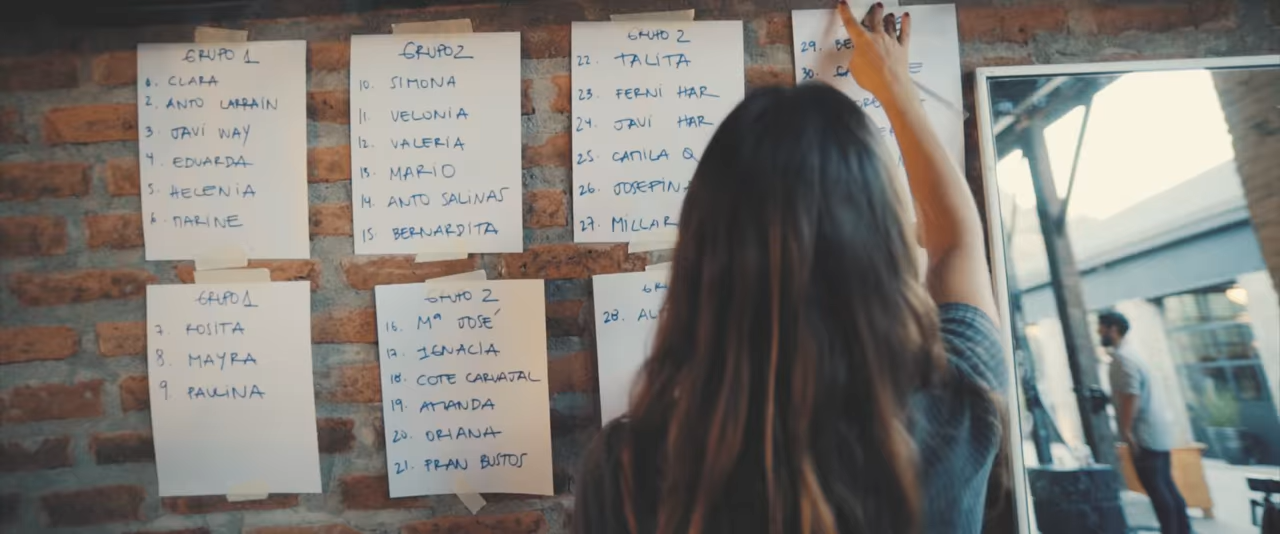 GRUPO 1
1. CLARA
2. ANTO LARRAIN
3 JAVI WAY
4. EDUARDA
5. HELENIA
6. MARINE
GRUPO 2
10. SIMONA
11. VELONIA
12. VALERIA
13. MARIO
14. ANTO SALINAS
15. BERNARDITA
GRUPO 2
22. TALITA
23. FERNI HAR
24. JAVI HAR
25. CAMILA Q
26. JOSEFIN
27. MILLAR
29.
30.
GRUPO 1
7. ROSITA
8. MAYRA
9. PAULINA
GRUPO 2
16. Mª JOSÉ
17. IGNACIA
18. COTE CARVAJAL
19. AMANDA
20. ORIANA
21. FRAN BUSTOS
28.